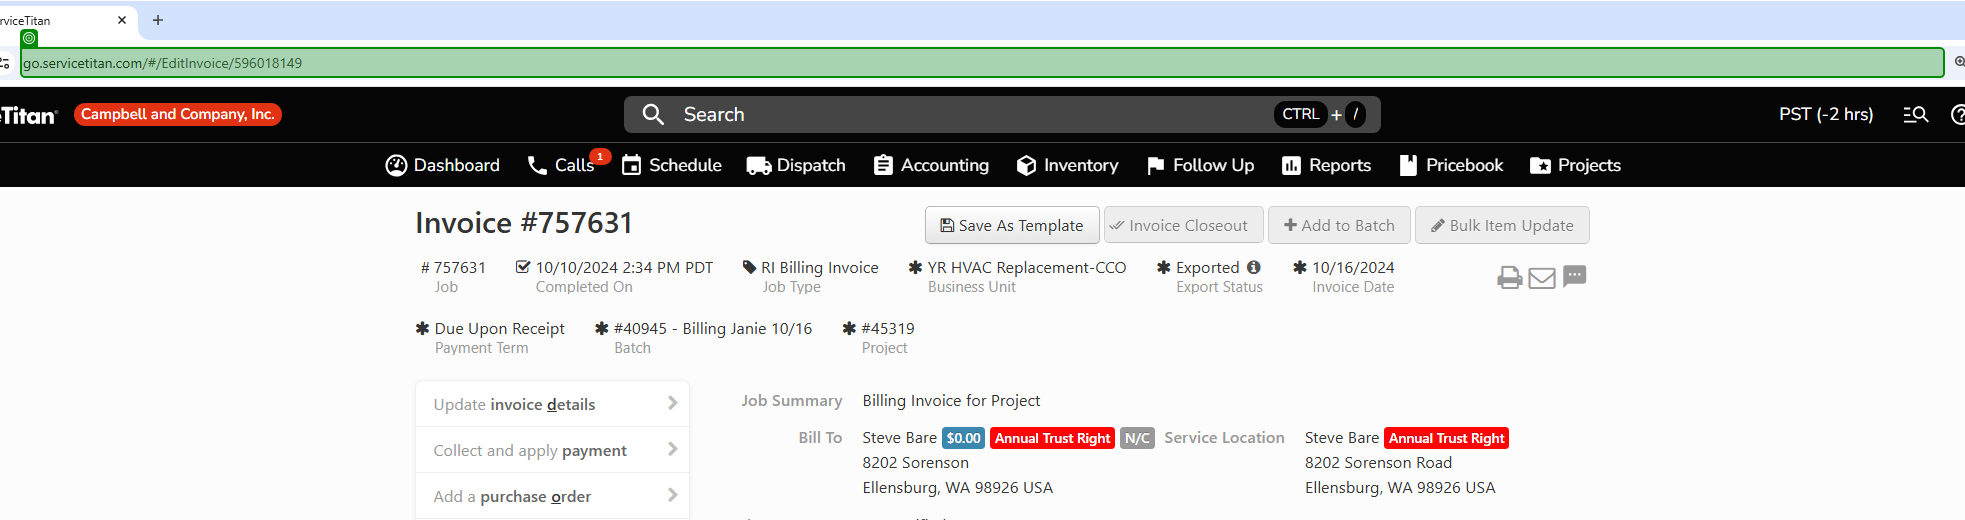 rviceTitan
go.servicetitan.com/#/EditInvoice/596018149
eTitan Campbell and Company, Inc. Search CTRL + / PST (-2 hrs)
Dashboard Calls 1 Schedule Dispatch Accounting Inventory Follow Up Reports Pricebook Projects
Invoice #757631 Save As Template Invoice Closeout Add to Batch Bulk Item Update
# 757631 10/10/2024 2:34 PM PDT RI Billing Invoice YR HVAC Replacement-CCO Exported 10/16/2024
Job Completed On Job Type Business Unit Export Status Invoice Date
Due Upon Receipt #40945 - Billing Janie 10/16 #45319
Payment Term Batch Project
Update invoice details
Collect and apply payment
Add a purchase order
Job Summary Billing Invoice for Project
Bill To Steve Bare $0.00 Annual Trust Right N/C Service Location Steve Bare Annual Trust Right
8202 Sorenson 8202 Sorenson Road
Ellensburg, WA 98926 USA Ellensburg, WA 98926 USA